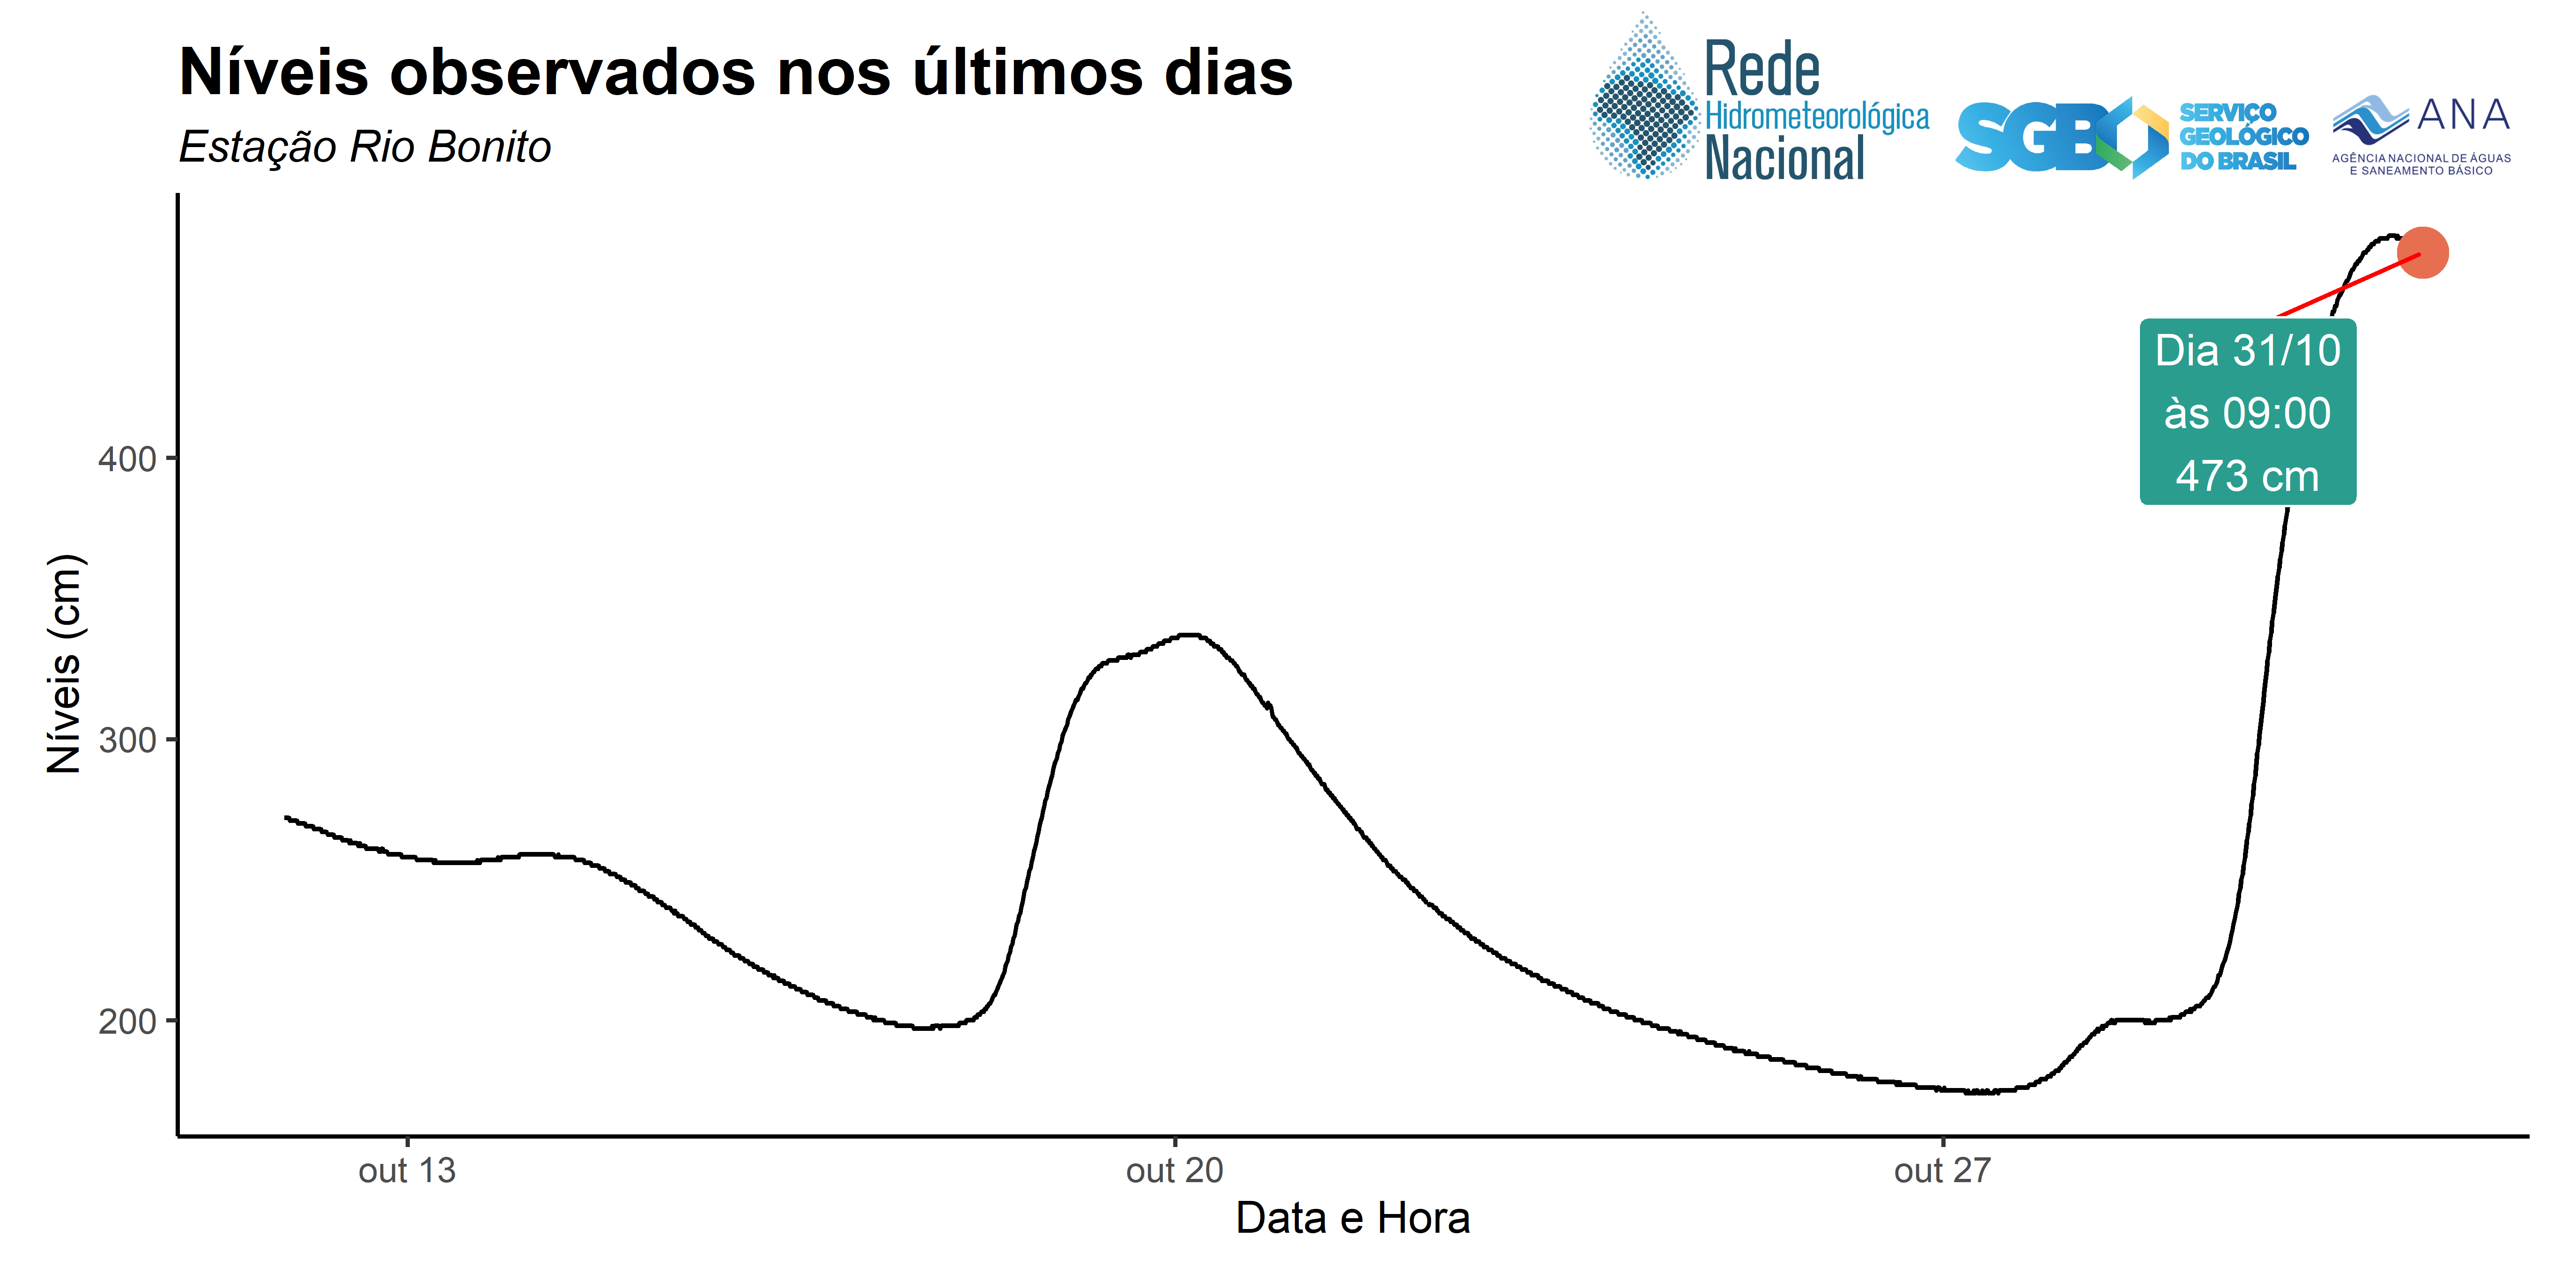 Níveis observados nos últimos dias
Estação Rio Bonito
Rede
Hidrometeorológica
Nacional
SGB
SERVIÇO
GEOLÓGICO
DO BRASIL
ANA
AGÊNCIA NACIONAL DE ÁGUAS
E SANEAMENTO BÁSICO
Dia 31/10
às 09:00
473 cm
Níveis (cm)
400
300
200
out 13
out 20
out 27
Data e Hora